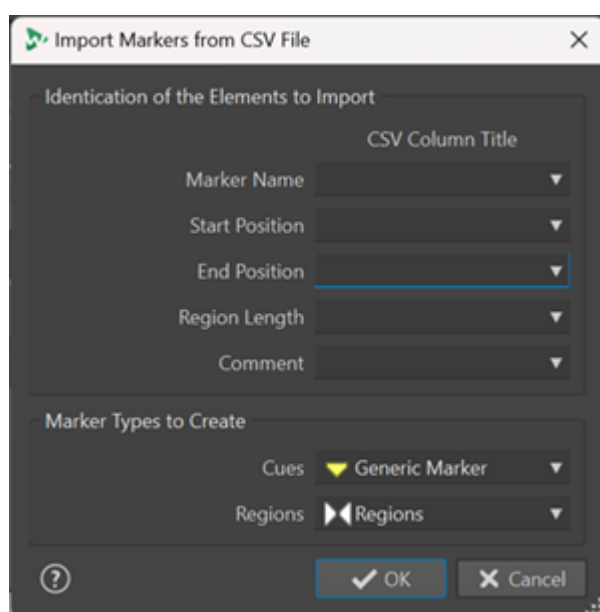 Import Markers from CSV File
Identication of the Elements to Import
CSV Column Title
Marker Name
Start Position
End Position
Region Length
Comment
Marker Types to Create
Cues Generic Marker
Regions Regions
? OK Cancel